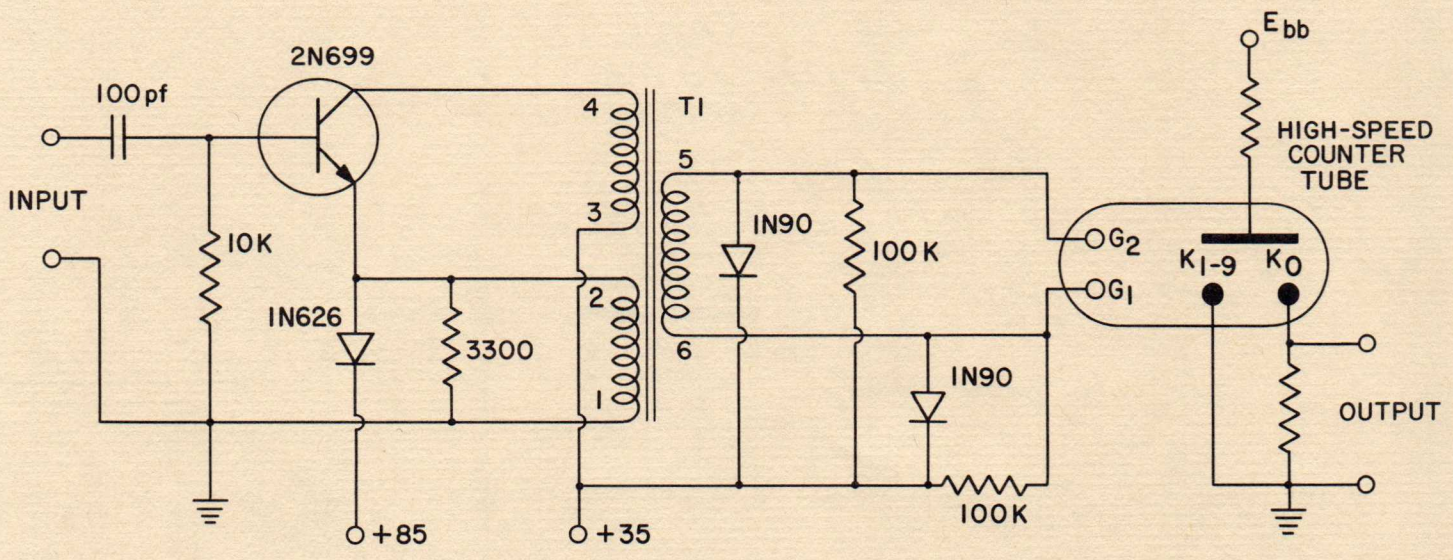 2N699
100pf
INPUT
10K
1N626
3300
+85
+35
4
3
2
1
T1
5
6
1N90
100K
1N90
100K
Ebb
HIGH-SPEED
COUNTER
TUBE
G2
G1
K1-9
K0
OUTPUT